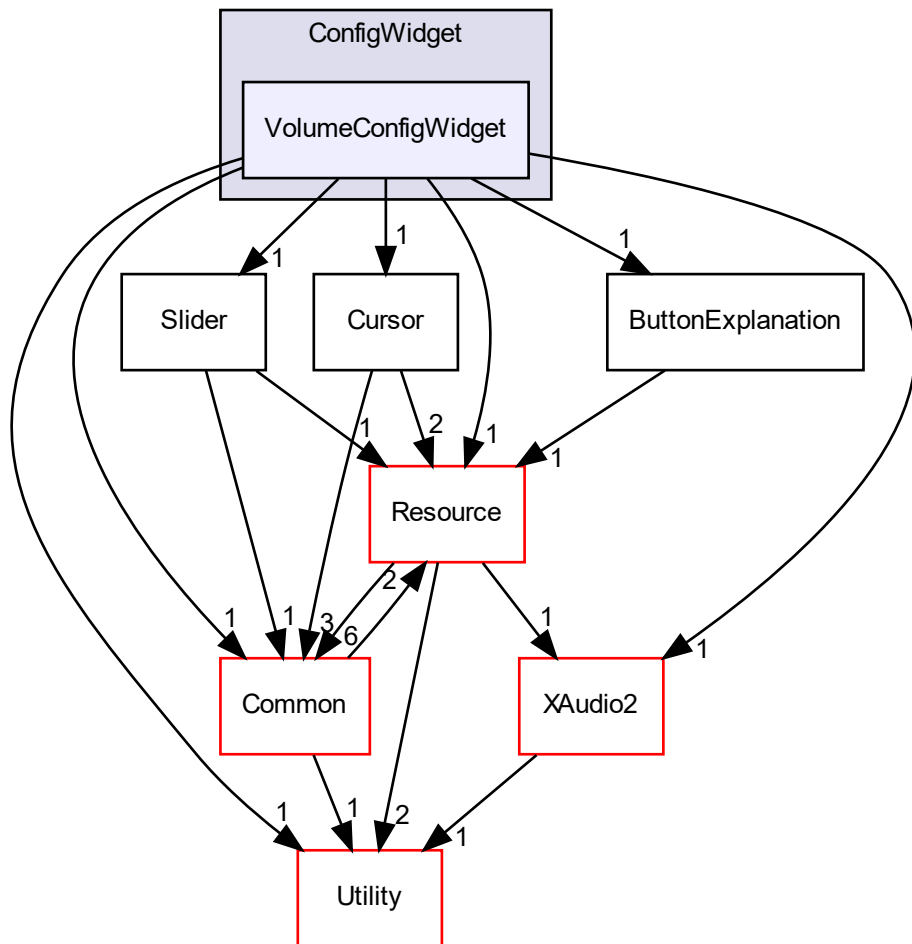 ConfigWidget
VolumeConfigWidget
1
1
1
Slider
Cursor
ButtonExplanation
1
2
1
1
Resource
2
1
1
3
6
1
1
Common
XAudio2
1
1
2
1
Utility